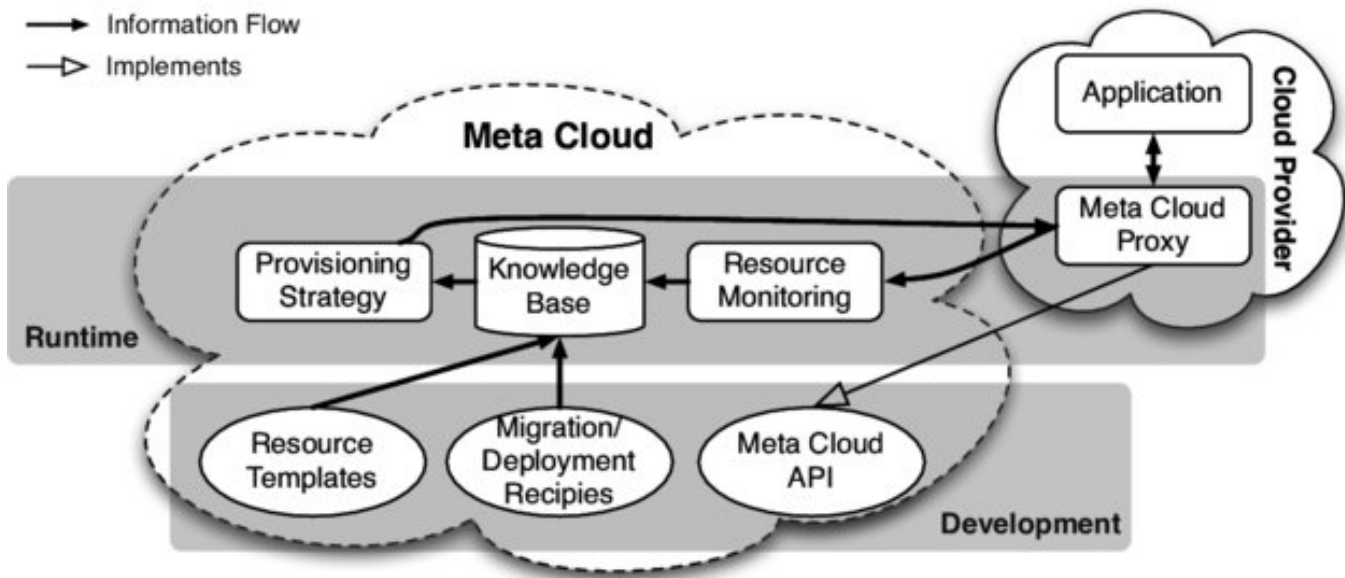 Information Flow
Implements
Meta Cloud
Application
Cloud Provider
Meta Cloud
Proxy
Provisioning
Strategy
Knowledge
Base
Resource
Monitoring
Runtime
Resource
Templates
Migration/
Deployment
Recipies
Meta Cloud
API
Development